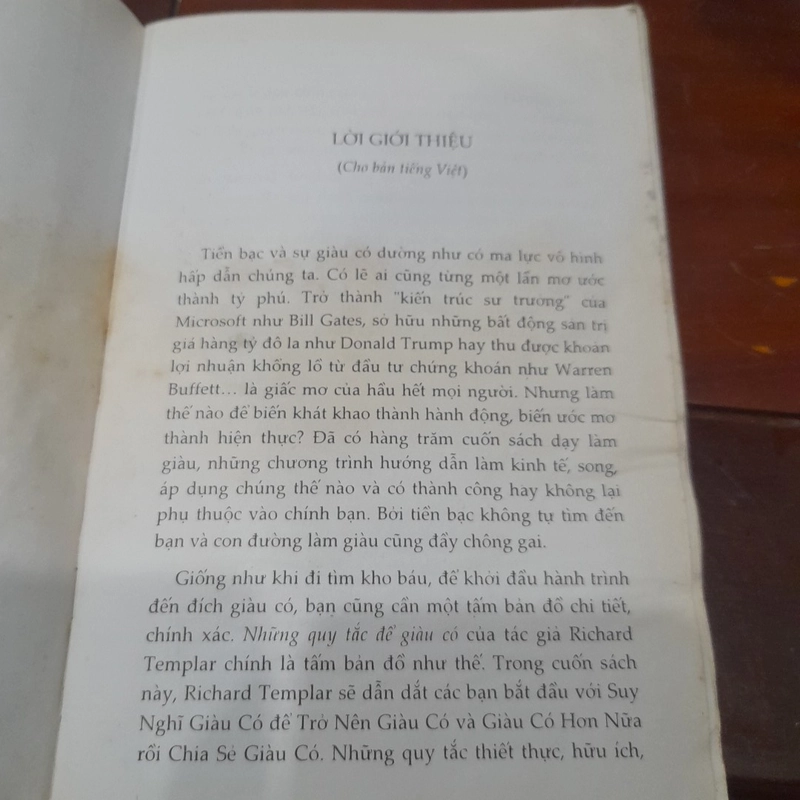 LỜI GIỚI THIỆU
(Cho bản tiếng Việt)
Tiền bạc và sự giàu có dường như có ma lực vô hình
hấp dẫn chúng ta. Có lẽ ai cũng từng một lần mơ ước
thành tỷ phú. Trở thành "kiến trúc sư trưởng" của
Microsoft như Bill Gates, sở hữu những bất động sản trị
giá hàng tỷ đô la như Donald Trump hay thu được khoản
lợi nhuận khổng lồ từ đầu tư chứng khoán như Warren
Buffett... là giấc mơ của hầu hết mọi người. Nhưng làm
thế nào để biến khát khao thành hành động, biến ước mơ
thành hiện thực? Đã có hàng trăm cuốn sách dạy làm
giàu, những chương trình hướng dẫn làm kinh tế, song,
áp dụng chúng thế nào và có thành công hay không lại
phụ thuộc vào chính bạn. Bởi tiền bạc không tự tìm đến
bạn và con đường làm giàu cũng đầy chông gai.
Giống như khi đi tìm kho báu, để khởi đầu hành trình
đến đích giàu có, bạn cũng cần một tấm bản đồ chi tiết,
chính xác. Những quy tắc để giàu có của tác giả Richard
Templar chính là tấm bản đồ như thế. Trong cuốn sách
này, Richard Templar sẽ dẫn dắt các bạn bắt đầu với Suy
Nghĩ Giàu Có để Trở Nên Giàu Có và Giàu Có Hơn Nữa
rồi Chia Sẻ Giàu Có. Những quy tắc thiết thực, hữu ích,